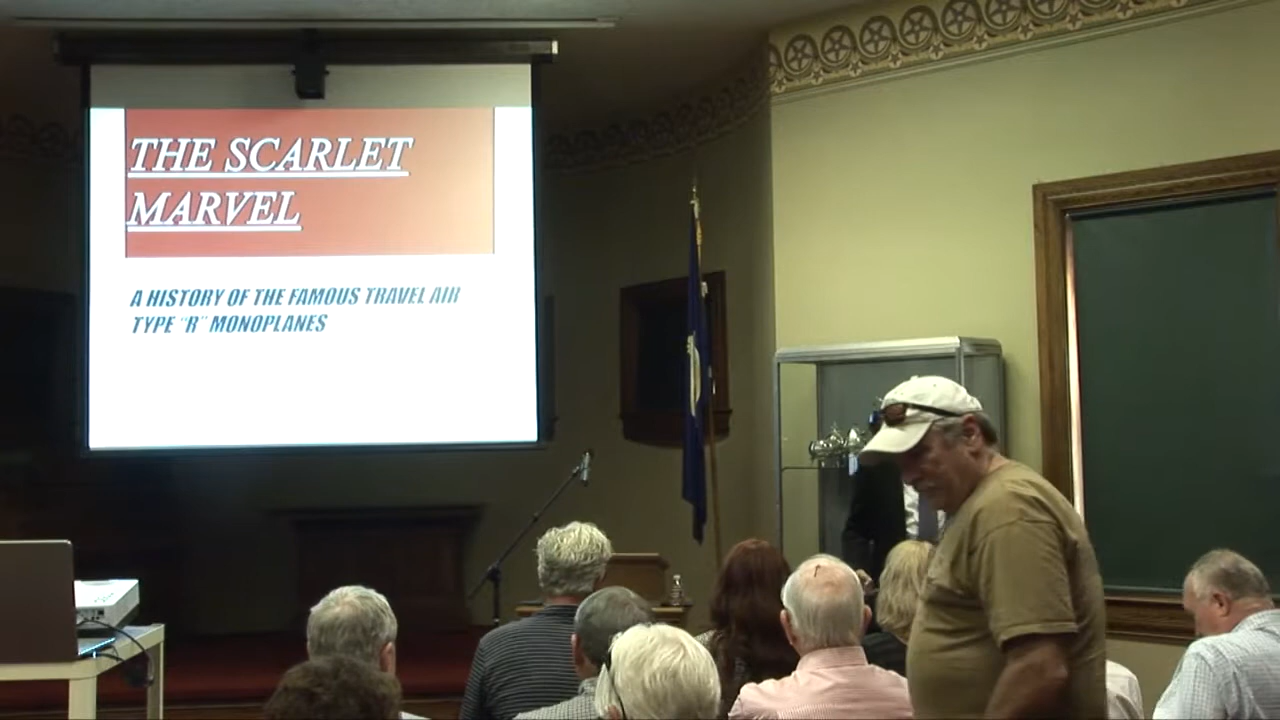 THE SCARLET
MARVEL
A HISTORY OF THE FAMOUS TRAVEL AIR
TYPE "R" MONOPLANES